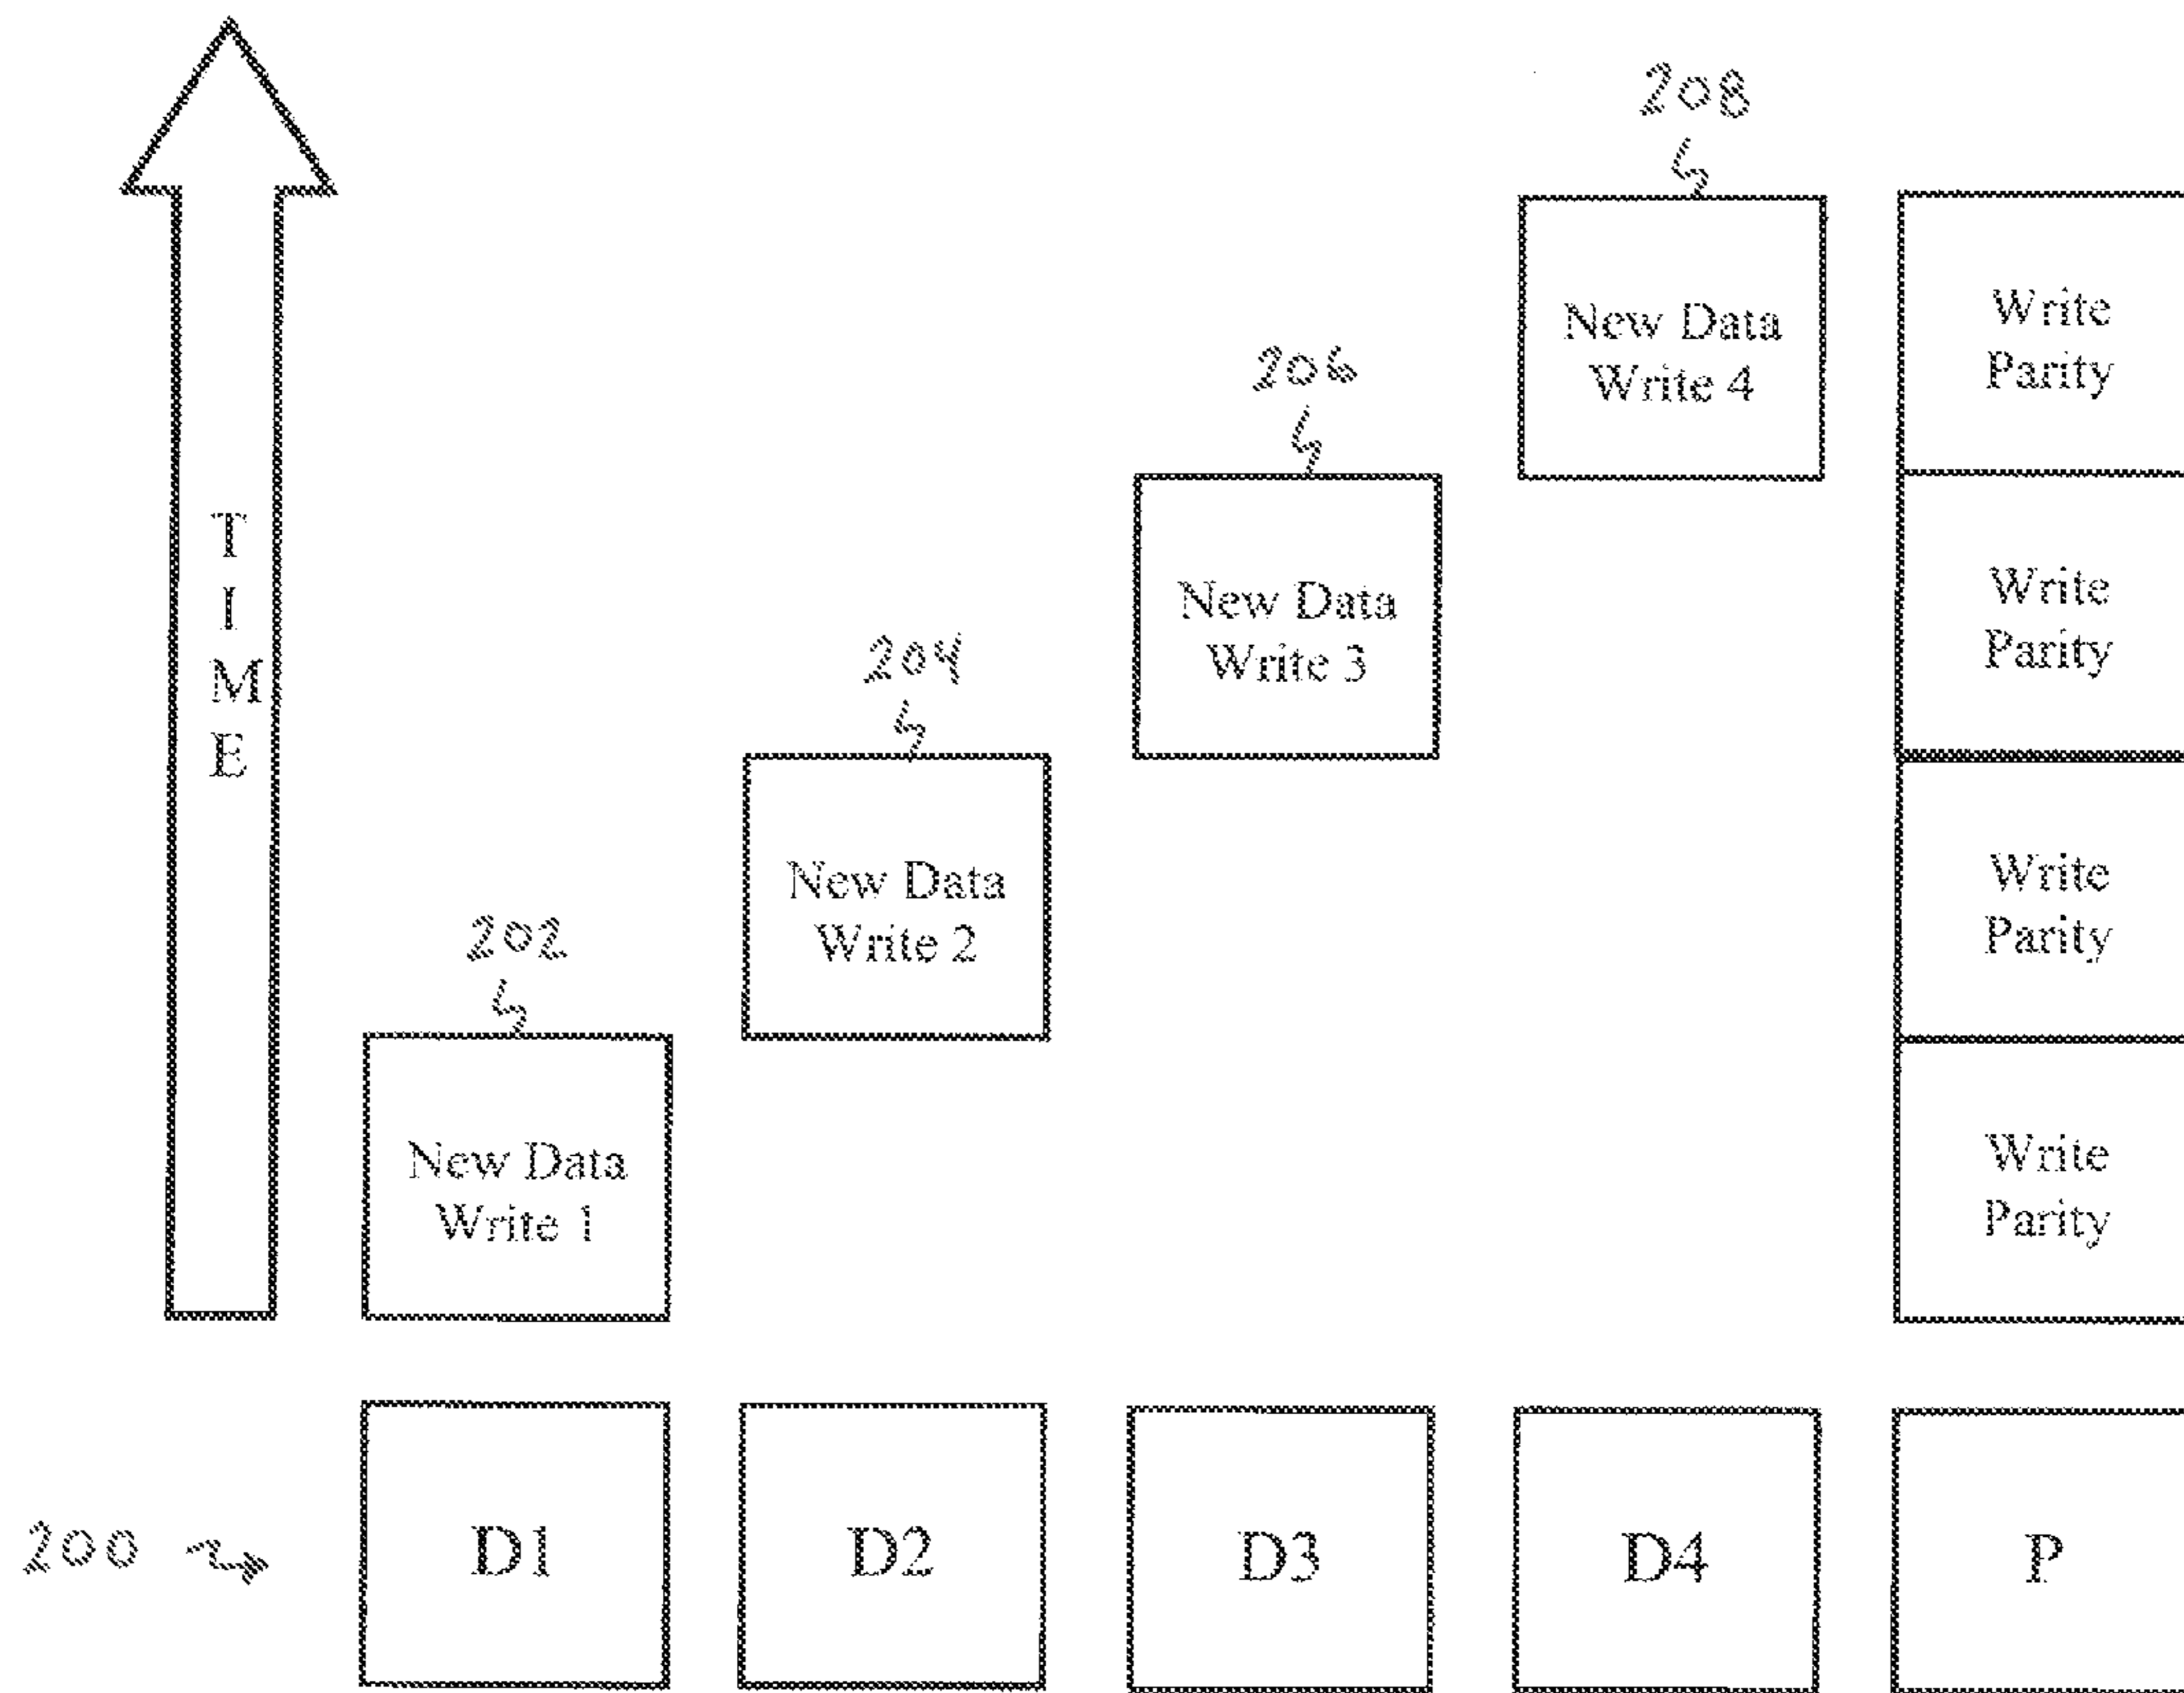 208
Write
Parity
New Data
Write 4
206
Write
Parity
New Data
Write 3
TIME
204
Write
Parity
New Data
Write 2
202
Write
Parity
New Data
Write 1
200
D1
D2
D3
D4
P